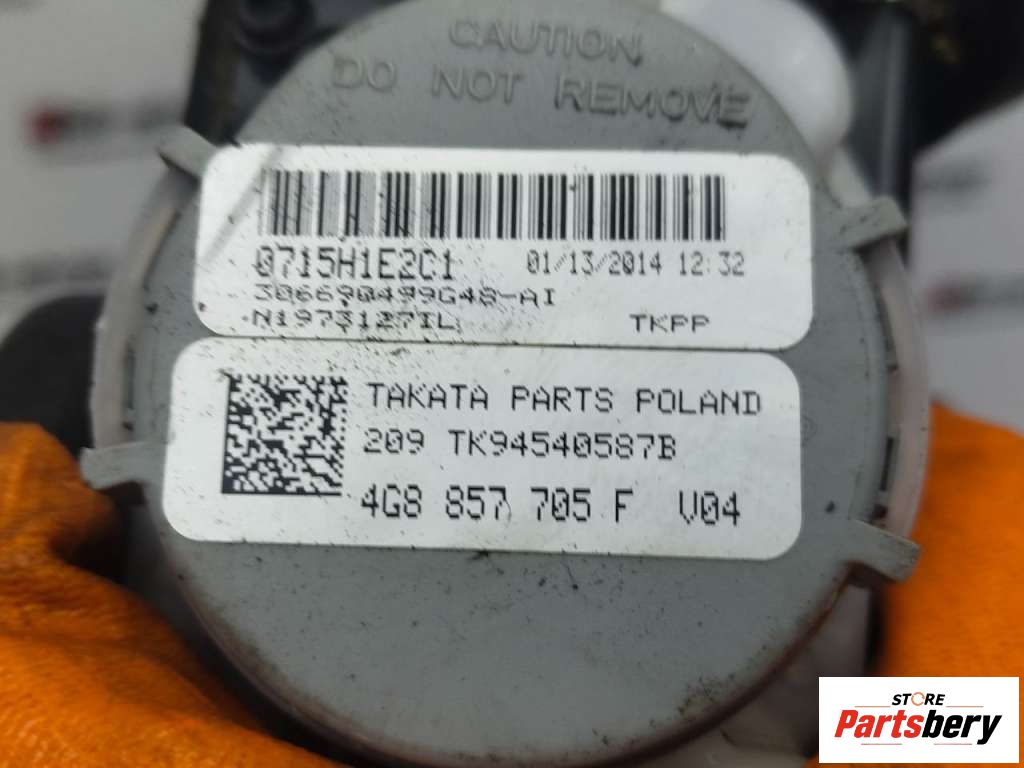 CAUTION
DO NOT REMOVE
0715H1E2C1 01/13/2014 12:32
306690499G48-AI
N1973127IL TKPP
TAKATA PARTS POLAND
209 TK94540587B
4G8 857 705 F V04
STORE
Partsbery